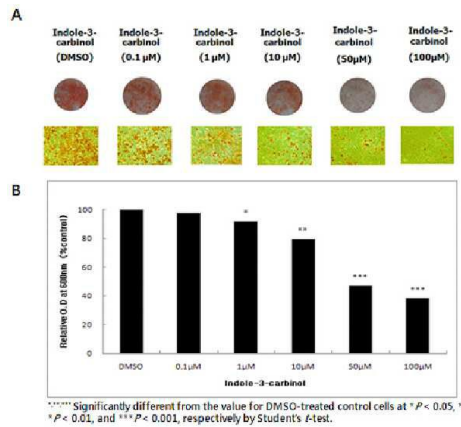 A
Indole-3-carbinol (DMSO)
Indole-3-carbinol (0.1 μM)
Indole-3-carbinol (1 μM)
Indole-3-carbinol (10 μM)
Indole-3-carbinol (50μM)
Indole-3-carbinol (100μM)
B
Relative O.D at 600nm (%control)
100
80
60
40
20
0
*
**
***
***
DMSO
0.1μM
1μM
10μM
50μM
100μM
Indole-3-carbinol
*,**,*** Significantly different from the value for DMSO-treated control cells at *P < 0.05, *
*P < 0.01, and ***P < 0.001, respectively by Student's t-test.